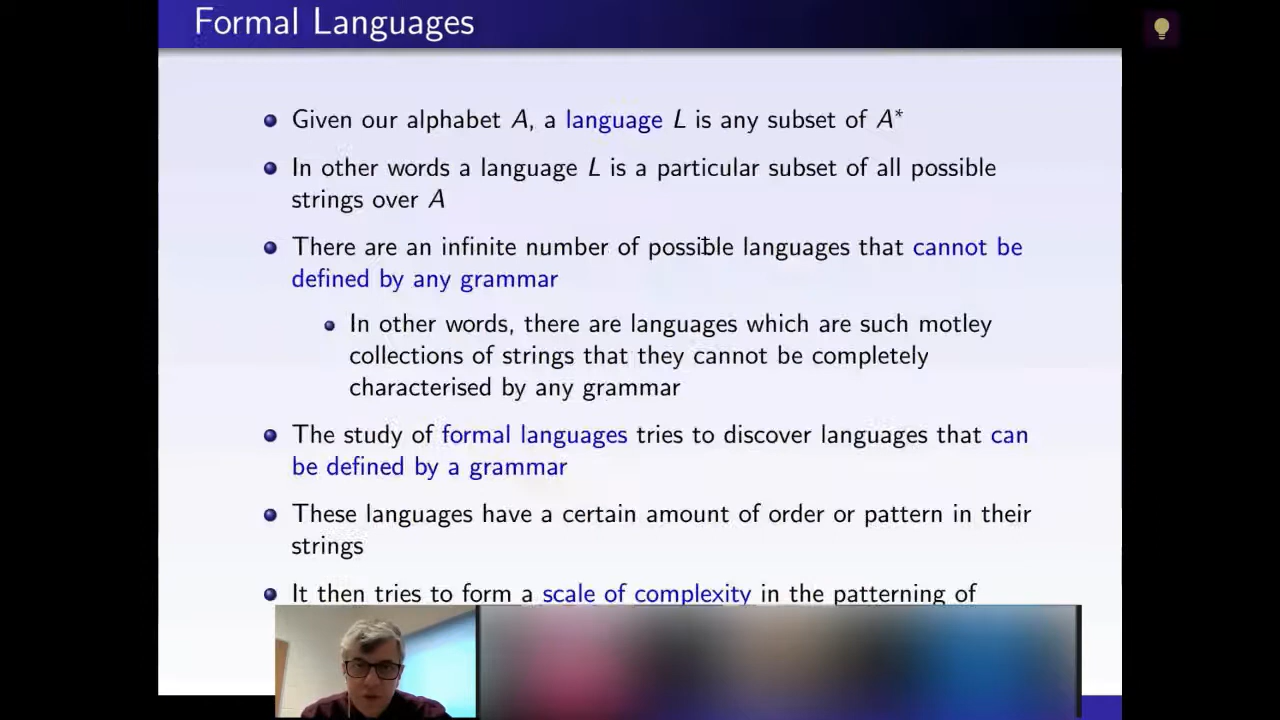 Formal Languages
Given our alphabet A, a language L is any subset of A*
In other words a language L is a particular subset of all possible
strings over A
There are an infinite number of possible languages that cannot be
defined by any grammar
In other words, there are languages which are such motley
collections of strings that they cannot be completely
characterised by any grammar
The study of formal languages tries to discover languages that can
be defined by a grammar
These languages have a certain amount of order or pattern in their
strings
It then tries to form a scale of complexity in the patterning of